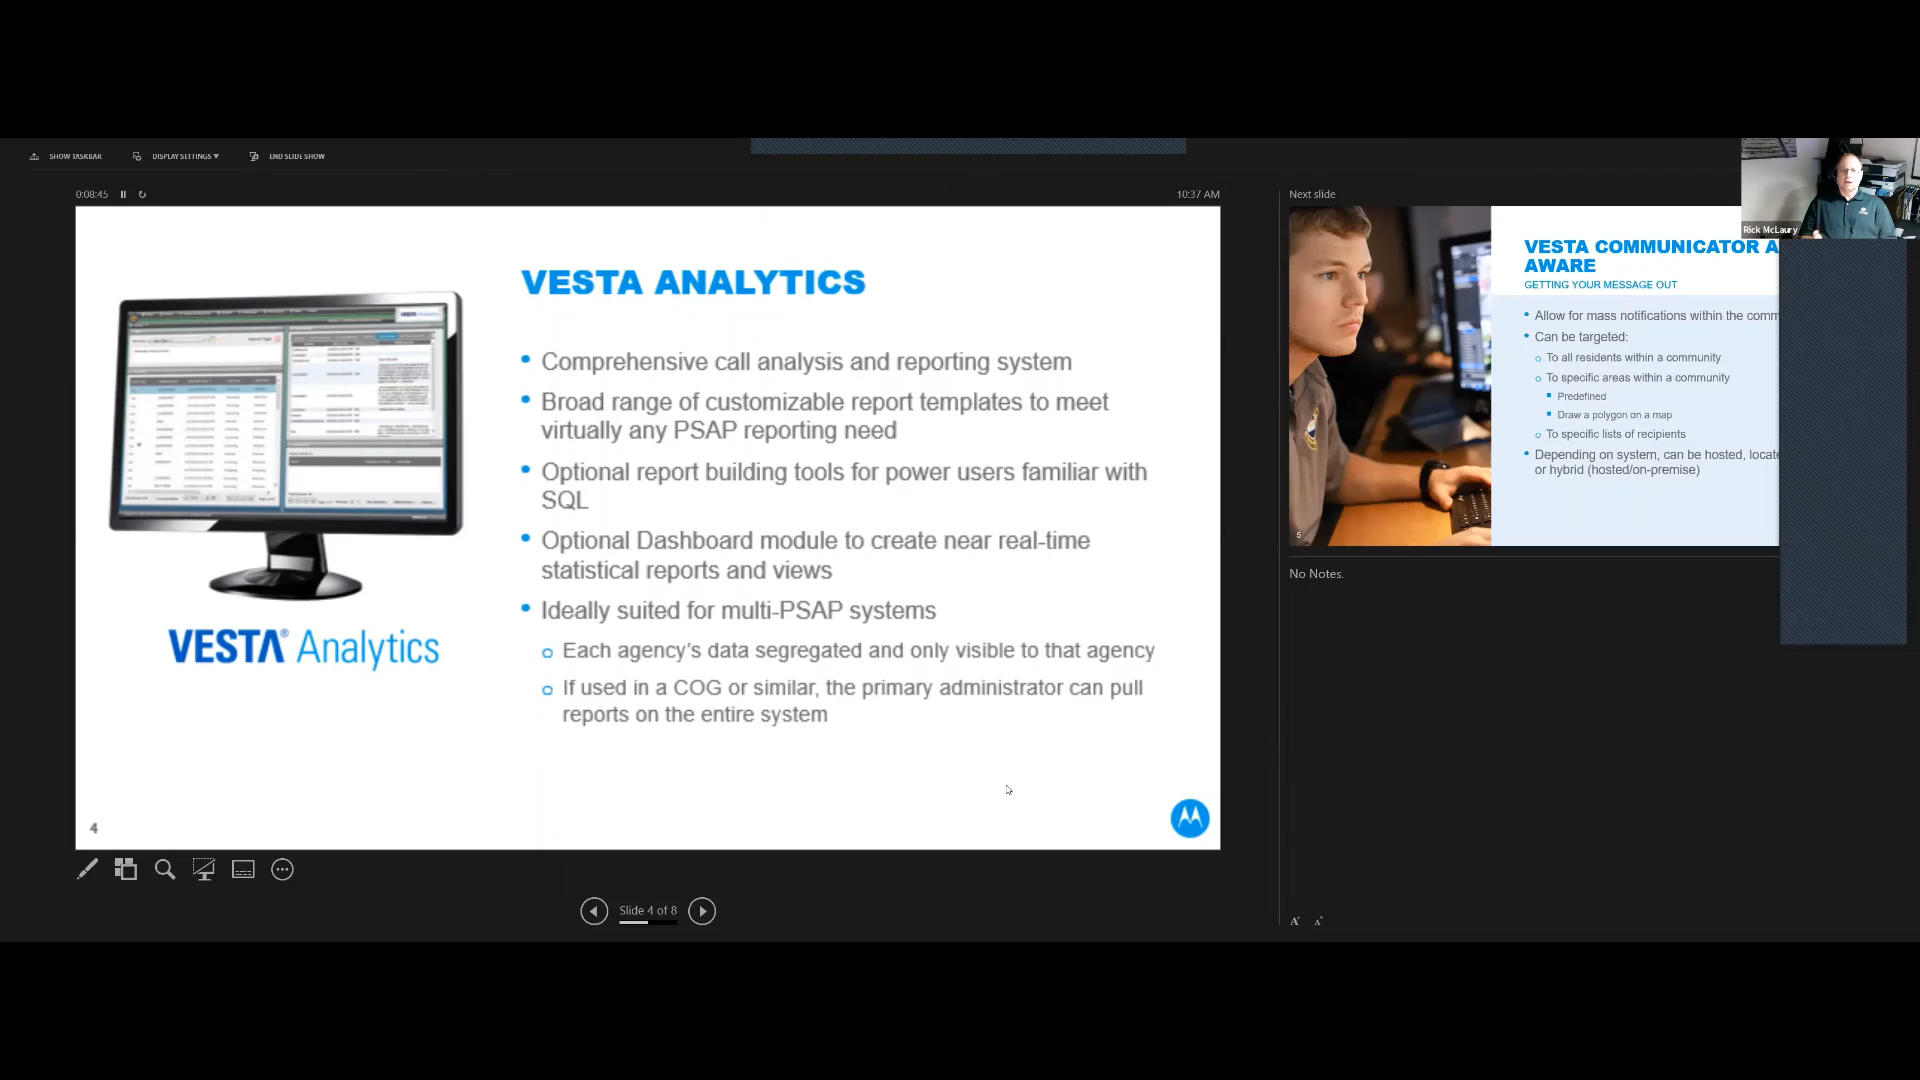 SHOW TASKBAR
DISPLAY SETTINGS
END SLIDE SHOW
0:08:45
10:37 AM
VESTA ANALYTICS
Comprehensive call analysis and reporting system
Broad range of customizable report templates to meet
virtually any PSAP reporting need
Optional report building tools for power users familiar with
SQL
Optional Dashboard module to create near real-time
statistical reports and views
Ideally suited for multi-PSAP systems
Each agency's data segregated and only visible to that agency
If used in a COG or similar, the primary administrator can pull
reports on the entire system
VESTA® Analytics
4
Slide 4 of 8
Next slide
VESTA COMMUNICATOR A
AWARE
GETTING YOUR MESSAGE OUT
Allow for mass notifications within the comm
Can be targeted:
To all residents within a community
To specific areas within a community
Predefined
Draw a polygon on a map
To specific lists of recipients
Depending on system, can be hosted, locate
or hybrid (hosted/on-premise)
5
No Notes.
Rick McLaury